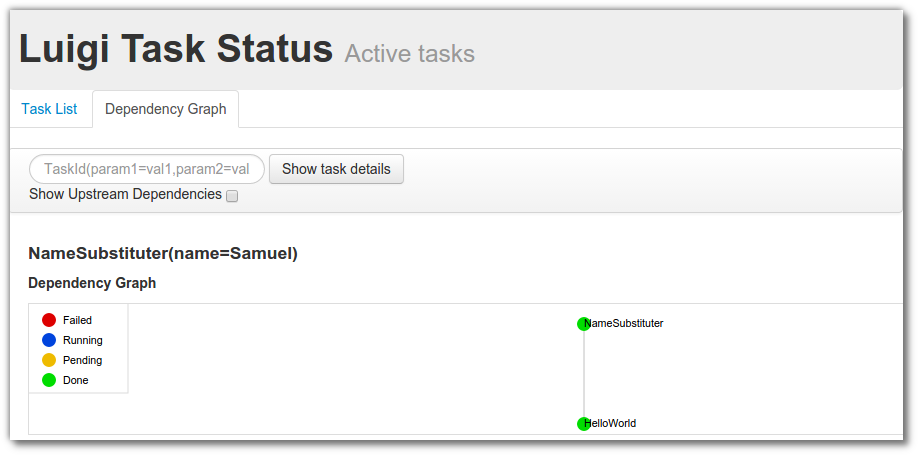 Luigi Task Status Active tasks
Task List Dependency Graph
TaskId(param1=val1,param2=val Show task details
Show Upstream Dependencies
NameSubstituter(name=Samuel)
Dependency Graph
Failed
Running
Pending
Done
NameSubstituter
HelloWorld